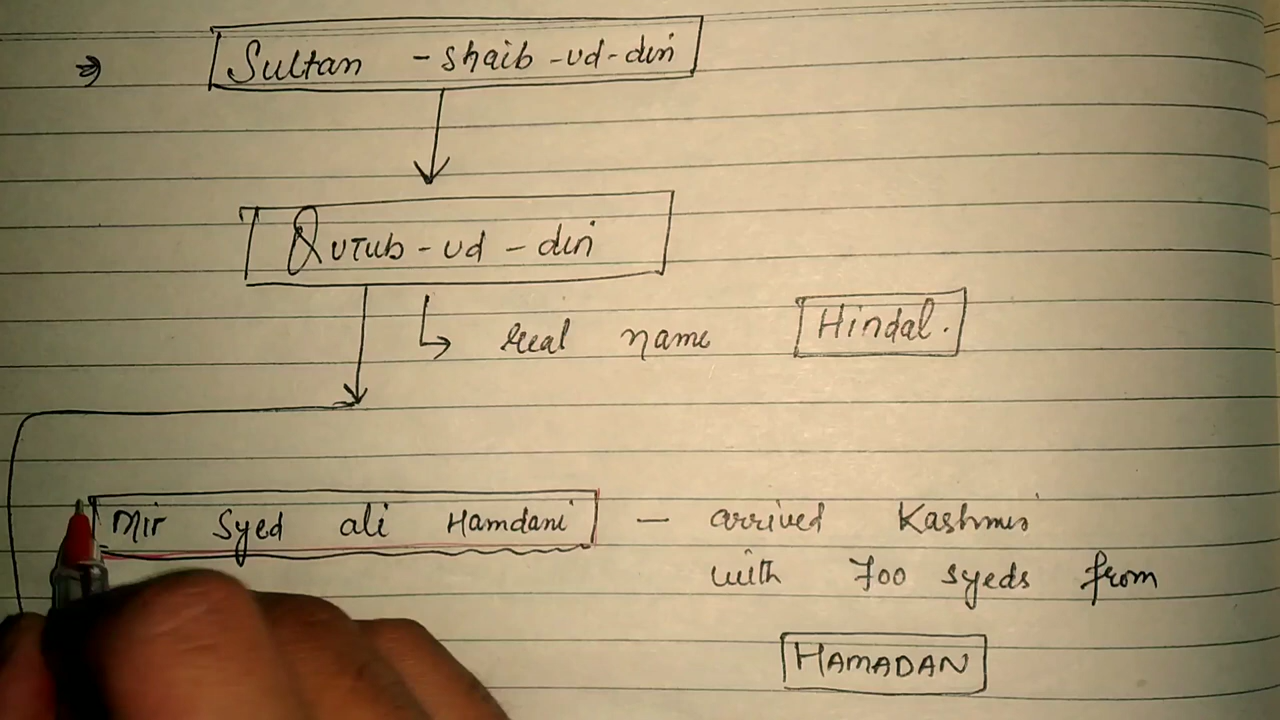 Sultan - Shaib -ud-din
Qutub - ud - din
real name Hindal.
Mir Syed ali Hamdani — arrived Kashmir
with 700 syeds from
HAMADAN